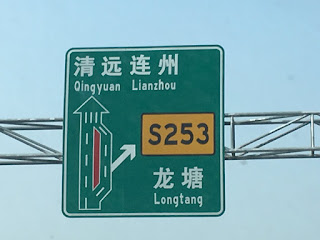 清远连州
Qingyuan Lianzhou
S253
龙塘
Longtang